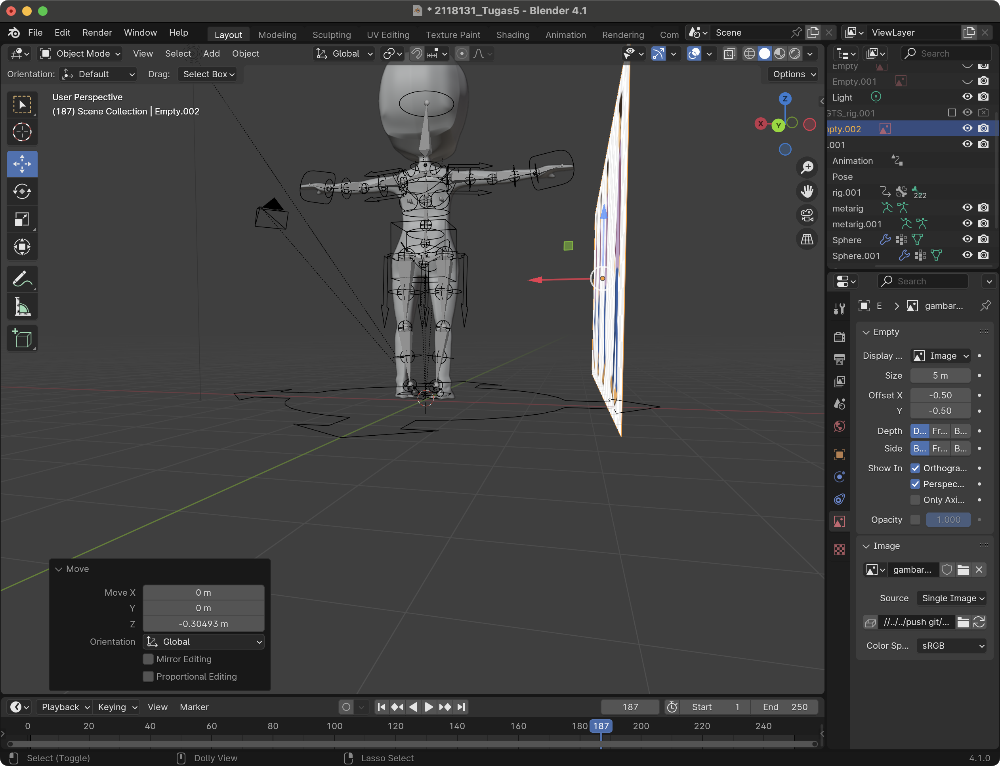 * 2118131_Tugas5 - Blender 4.1
File Edit Render Window Help
Layout Modeling Sculpting UV Editing Texture Paint Shading Animation Rendering Com
Scene
ViewLayer
Object Mode View Select Add Object
Global
Search
Orientation: Default Drag: Select Box
Options
User Perspective
(187) Scene Collection | Empty.002
Z
X
Y
Empty
Empty.001
Light
GTS_rig.001
npty.002
.001
Animation
Pose
rig.001 222
metarig
metarig.001
Sphere
Sphere.001
Search
E > gambar...
Empty
Display ... Image
Size 5 m
Offset X -0.50
Y -0.50
Depth D... Fr... B...
Side B... Fr... B...
Show In Orthogra...
Perspec...
Only Axi...
Opacity 1.000
Image
gambar...
Source Single Image
//../../push git/...
Color Sp... sRGB
Move
Move X 0 m
Y 0 m
Z -0.30493 m
Orientation Global
Mirror Editing
Proportional Editing
Playback Keying View Marker
187
Start 1
End 250
0 20 40 60 80 100 120 140 160 180 187 200 220 240
Select (Toggle)
Dolly View
Lasso Select
4.1.0